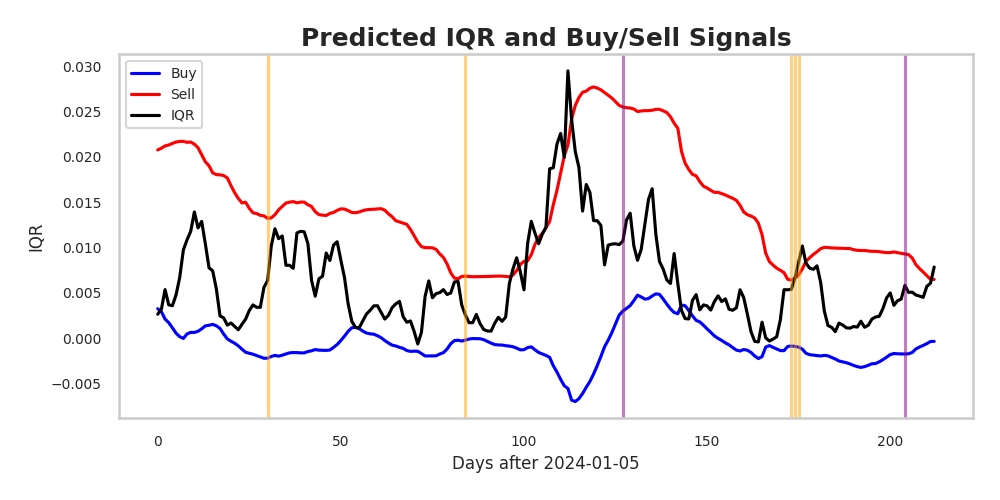 Predicted IQR and Buy/Sell Signals
Buy
Sell
IQR
0.030
0.025
0.020
0.015
0.010
0.005
0.000
−0.005
IQR
0
50
100
150
200
Days after 2024-01-05